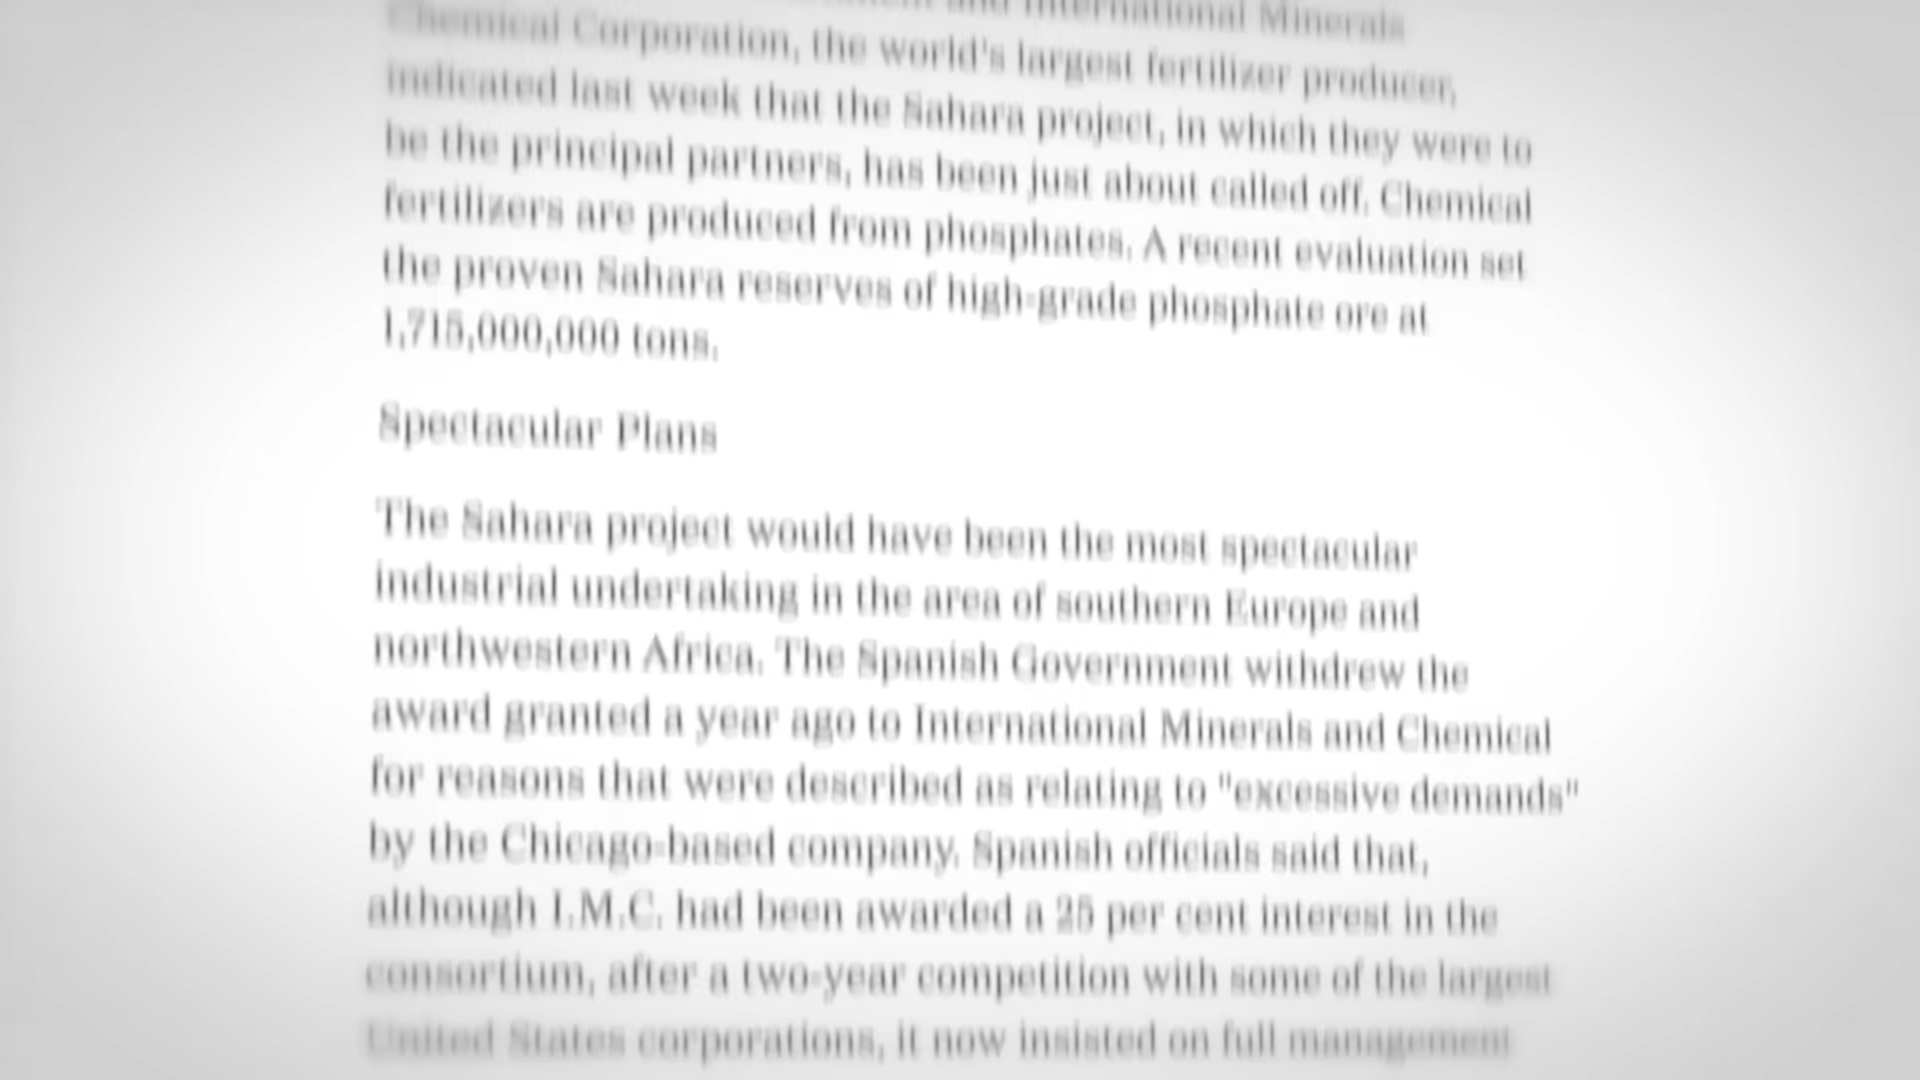 and International Minerals
Chemical Corporation, the world's largest fertilizer producer,
indicated last week that the Sahara project, in which they were to
be the principal partners, has been just about called off. Chemical
fertilizers are produced from phosphates. A recent evaluation set
the proven Sahara reserves of high-grade phosphate ore at
1,715,000,000 tons.
Spectacular Plans
The Sahara project would have been the most spectacular
industrial undertaking in the area of southern Europe and
northwestern Africa. The Spanish Government withdrew the
award granted a year ago to International Minerals and Chemical
for reasons that were described as relating to "excessive demands"
by the Chicago-based company. Spanish officials said that,
although I.M.C. had been awarded a 25 per cent interest in the
consortium, after a two-year competition with some of the largest
United States corporations, it now insisted on full management